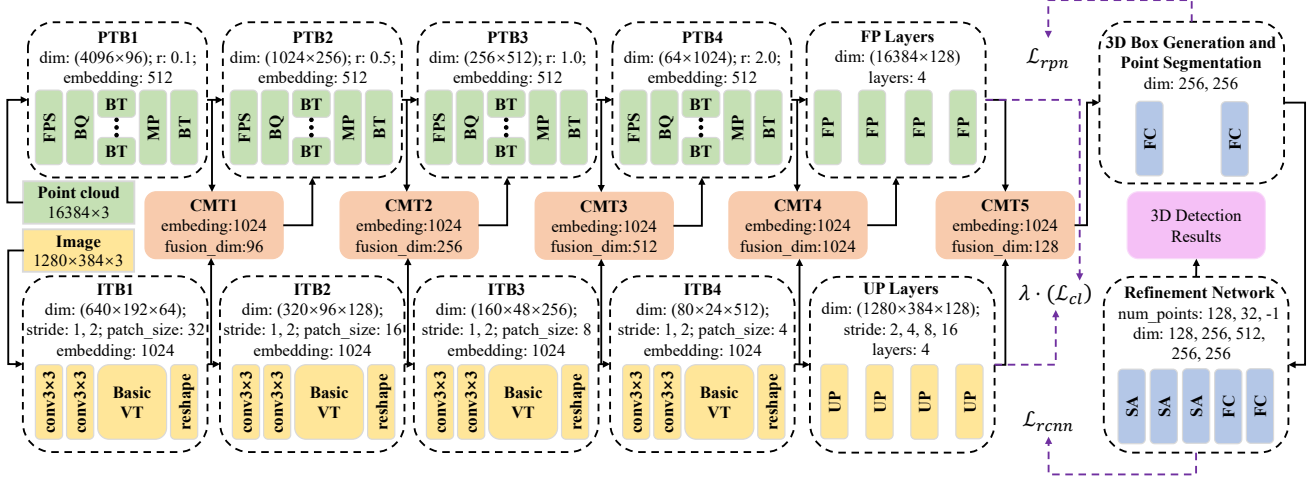 PTB1
dim: (4096×96); r: 0.1;
embedding: 512
FPS
BQ
BT
BT
MP
BT
PTB2
dim: (1024×256); r: 0.5;
embedding: 512
FPS
BQ
BT
BT
MP
BT
PTB3
dim: (256×512); r: 1.0;
embedding: 512
FPS
BQ
BT
BT
MP
BT
PTB4
dim: (64×1024); r: 2.0;
embedding: 512
FPS
BQ
BT
BT
MP
BT
FP Layers
dim: (16384×128)
layers: 4
FP
FP
FP
FP
ℒrpn
3D Box Generation and
Point Segmentation
dim: 256, 256
FC
FC
Point cloud
16384×3
Image
1280×384×3
CMT1
embeding:1024
fusion_dim:96
CMT2
embeding:1024
fusion_dim:256
CMT3
embeding:1024
fusion_dim:512
CMT4
embeding:1024
fusion_dim:1024
CMT5
embeding:1024
fusion_dim:128
3D Detection
Results
ITB1
dim: (640×192×64);
stride: 1, 2; patch_size: 32
embedding: 1024
conv3×3
conv3×3
Basic
VT
reshape
ITB2
dim: (320×96×128);
stride: 1, 2; patch_size: 16
embedding: 1024
conv3×3
conv3×3
Basic
VT
reshape
ITB3
dim: (160×48×256);
stride: 1, 2; patch_size: 8
embedding: 1024
conv3×3
conv3×3
Basic
VT
reshape
ITB4
dim: (80×24×512);
stride: 1, 2; patch_size: 4
embedding: 1024
conv3×3
conv3×3
Basic
VT
reshape
UP Layers
dim: (1280×384×128);
stride: 2, 4, 8, 16
layers: 4
UP
UP
UP
UP
λ · (ℒcl)
ℒrcnn
Refinement Network
num_points: 128, 32, -1
dim: 128, 256, 512,
256, 256
SA
SA
SA
FC
FC